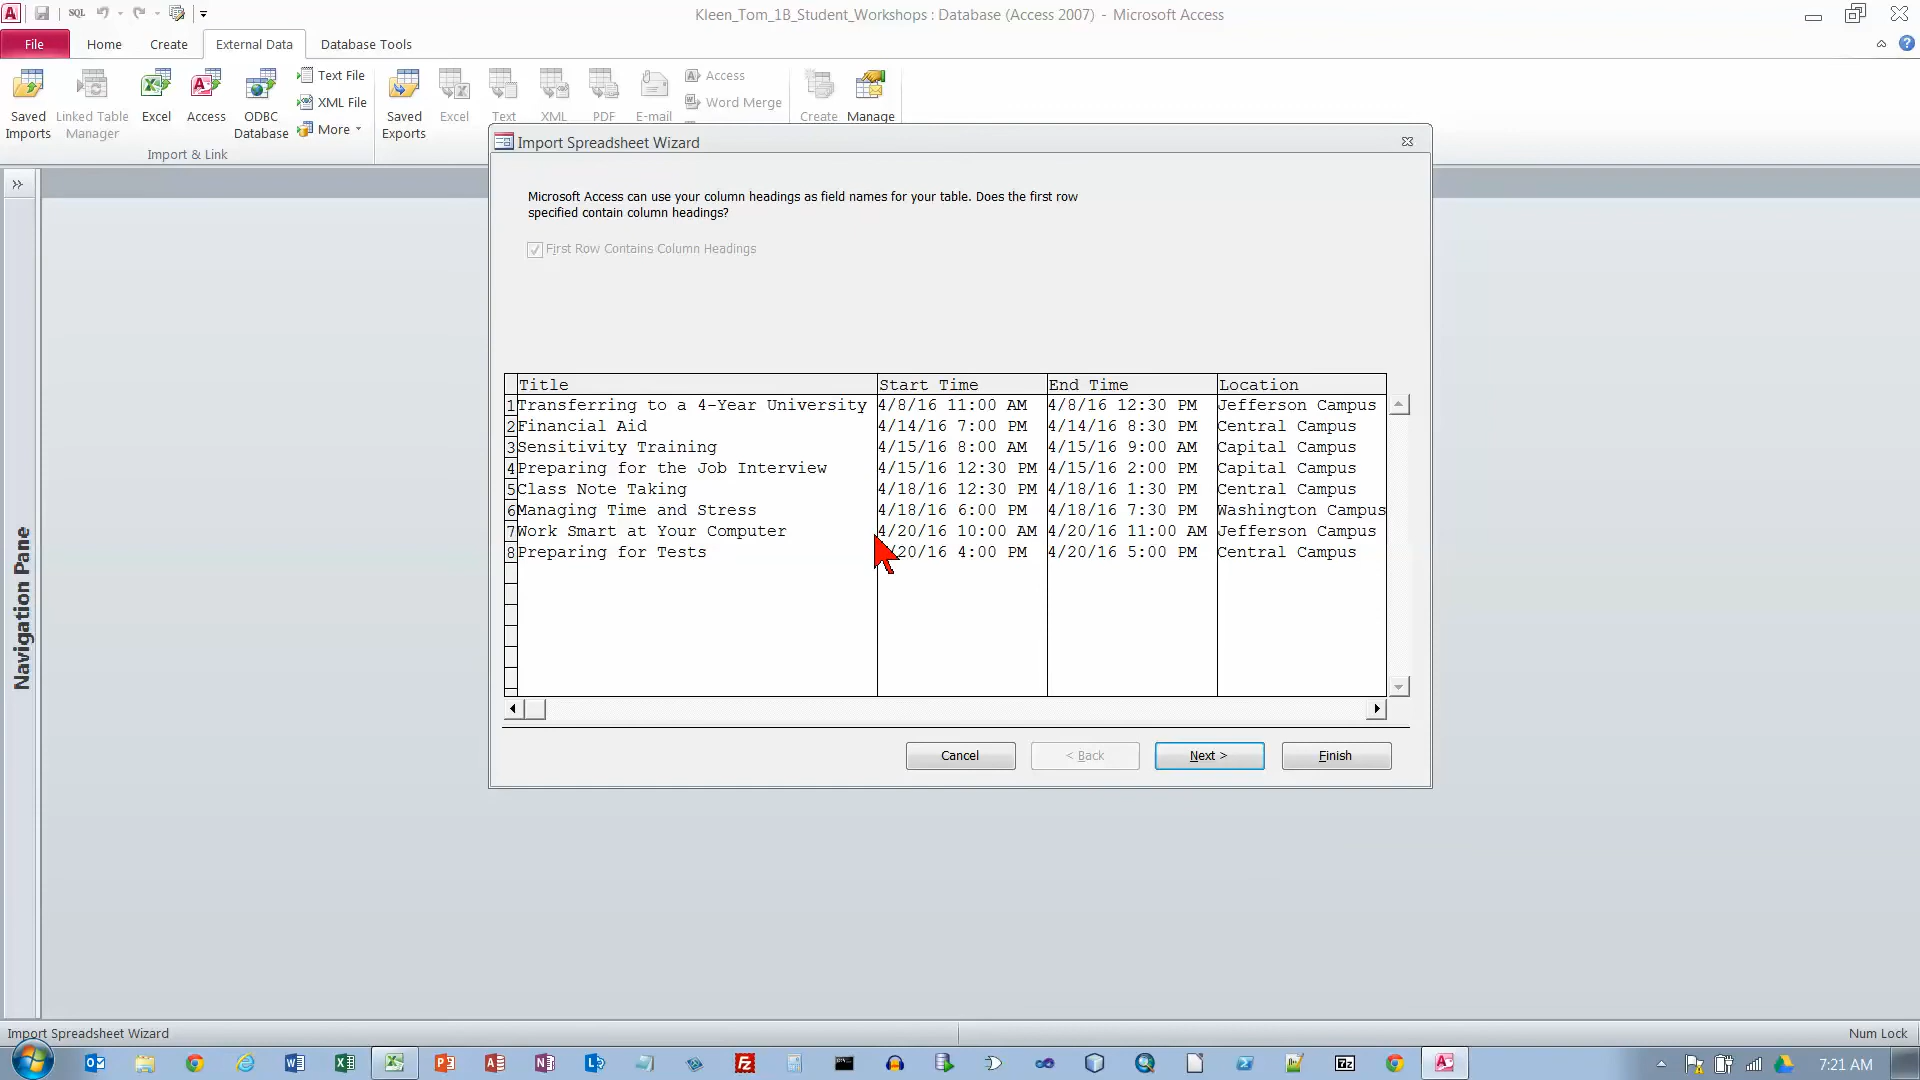 SQL
Kleen_Tom_1B_Student_Workshops : Database (Access 2007) - Microsoft Access
File Home Create External Data Database Tools
Saved Imports
Linked Table Manager
Excel
Access
ODBC Database
Text File
XML File
More
Import & Link
Saved Exports
Excel
Text
XML
PDF
E-mail
Access
Word Merge
Create
Manage
Import Spreadsheet Wizard
Microsoft Access can use your column headings as field names for your table. Does the first row
specified contain column headings?
First Row Contains Column Headings
Title Start Time End Time Location
1 Transferring to a 4-Year University 4/8/16 11:00 AM 4/8/16 12:30 PM Jefferson Campus
2 Financial Aid 4/14/16 7:00 PM 4/14/16 8:30 PM Central Campus
3 Sensitivity Training 4/15/16 8:00 AM 4/15/16 9:00 AM Capital Campus
4 Preparing for the Job Interview 4/15/16 12:30 PM 4/15/16 2:00 PM Capital Campus
5 Class Note Taking 4/18/16 12:30 PM 4/18/16 1:30 PM Central Campus
6 Managing Time and Stress 4/18/16 6:00 PM 4/18/16 7:30 PM Washington Campus
7 Work Smart at Your Computer 4/20/16 10:00 AM 4/20/16 11:00 AM Jefferson Campus
8 Preparing for Tests /20/16 4:00 PM 4/20/16 5:00 PM Central Campus
Cancel < Back Next > Finish
Navigation Pane
Import Spreadsheet Wizard
Num Lock
7:21 AM